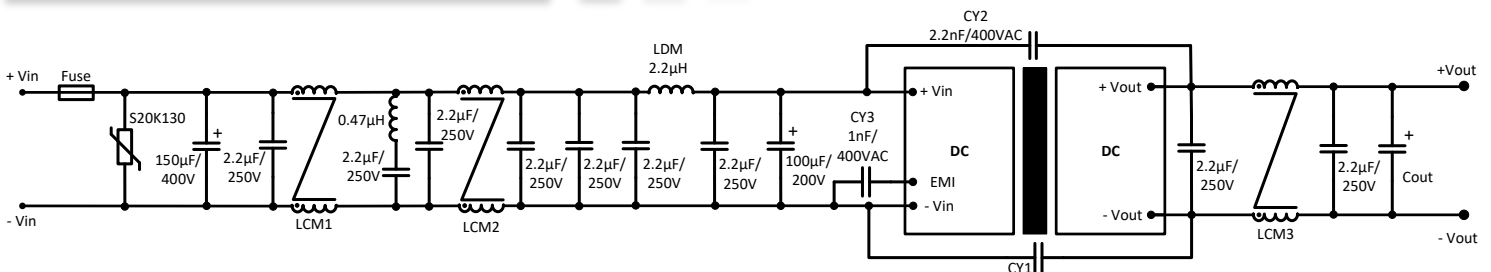 CY2
2.2nF/400VAC
LDM
2.2µH
+ Vin
Fuse
+ Vin
+ Vout
+Vout
S20K130
+
150µF/
400V
2.2µF/
250V
0.47µH
2.2µF/
250V
2.2µF/
250V
2.2µF/
250V
2.2µF/
250V
2.2µF/
250V
2.2µF/
250V
+
100µF/
200V
CY3
1nF/
400VAC
DC
DC
EMI
2.2µF/
250V
2.2µF/
250V
+
Cout
- Vin
- Vin
- Vout
- Vout
LCM1
LCM2
LCM3
CY1